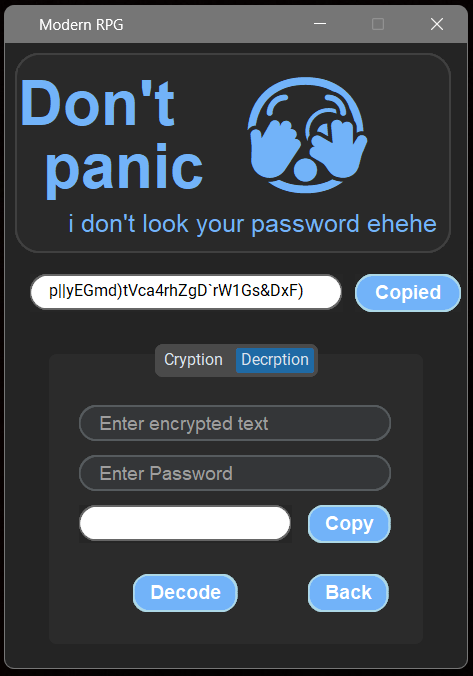 Modern RPG
Don't
panic
i don't look your password ehehe
p||yEGmd)tVca4rhZgD`rW1Gs&DxF)
Copied
Cryption Decrption
Enter encrypted text
Enter Password
Copy
Decode Back